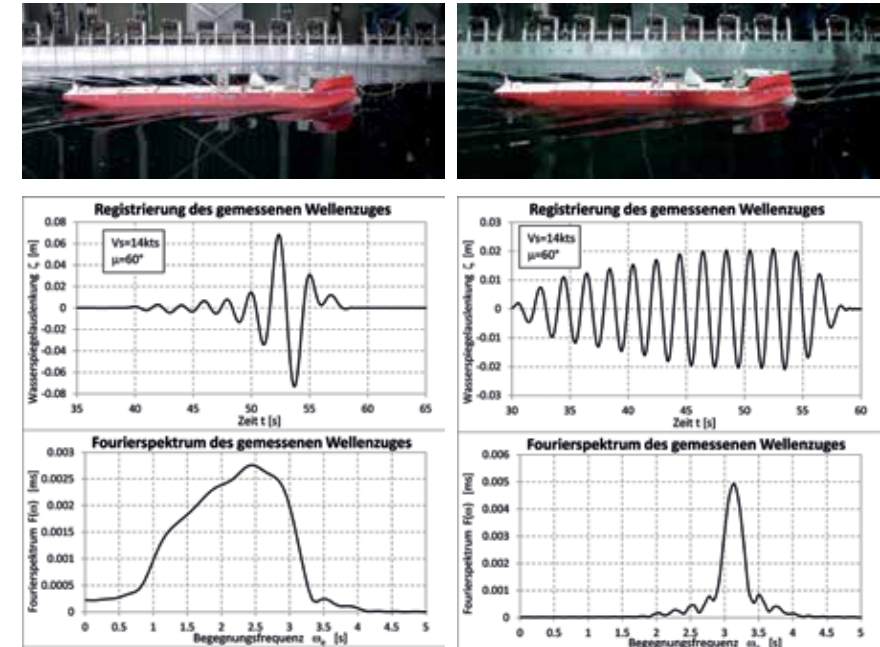 Registrierung des gemessenen Wellenzuges
Wasserspiegelauslenkung ζ [m]
0.08
0.06
0.04
0.02
0
-0.02
-0.04
-0.06
-0.08
Vs=14kts
μ=60°
35 40 45 50 55 60 65
Zeit t [s]
Registrierung des gemessenen Wellenzuges
Wasserspiegelauslenkung ζ [m]
0.03
0.02
0.01
0
-0.01
-0.02
-0.03
Vs=14kts
μ=60°
30 35 40 45 50 55 60
Zeit t [s]
Fourierspektrum des gemessenen Wellenzuges
Fourierspektrum F(ω) [ms]
0.003
0.0025
0.002
0.0015
0.001
0.0005
0
0 0.5 1 1.5 2 2.5 3 3.5 4 4.5 5
Begegnungsfrequenz ωe [s]
Fourierspektrum des gemessenen Wellenzuges
Fourierspektrum F(ω) [ms]
0.006
0.005
0.004
0.003
0.002
0.001
0
0 0.5 1 1.5 2 2.5 3 3.5 4 4.5 5
Begegnungsfrequenz ωe [s]